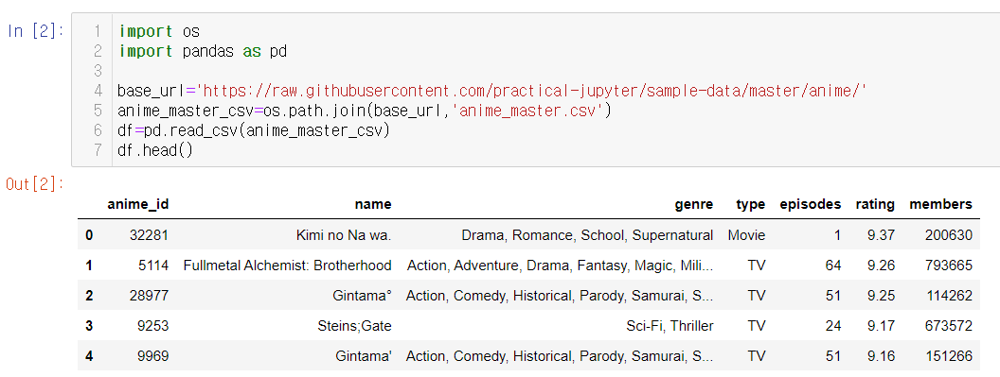 In [2]:
1 import os
2 import pandas as pd
3
4 base_url='https://raw.githubusercontent.com/practical-jupyter/sample-data/master/anime/'
5 anime_master_csv=os.path.join(base_url,'anime_master.csv')
6 df=pd.read_csv(anime_master_csv)
7 df.head()
Out[2]:
anime_id name genre type episodes rating members
0 32281 Kimi no Na wa. Drama, Romance, School, Supernatural Movie 1 9.37 200630
1 5114 Fullmetal Alchemist: Brotherhood Action, Adventure, Drama, Fantasy, Magic, Mili... TV 64 9.26 793665
2 28977 Gintama° Action, Comedy, Historical, Parody, Samurai, S... TV 51 9.25 114262
3 9253 Steins;Gate Sci-Fi, Thriller TV 24 9.17 673572
4 9969 Gintama' Action, Comedy, Historical, Parody, Samurai, S... TV 51 9.16 151266